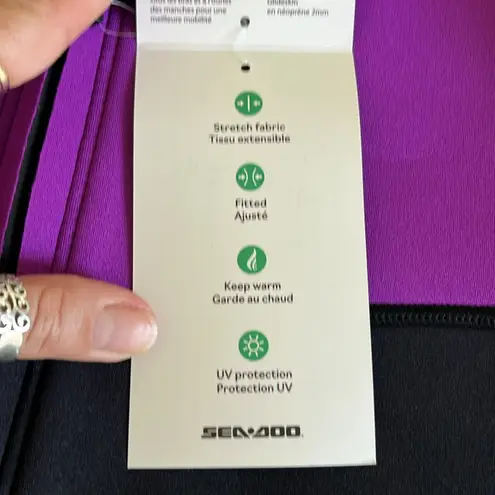 des manches pour une
meilleure mobilité
Glideskin
en néoprène 2mm
Stretch fabric
Tissu extensible
Fitted
Ajusté
Keep warm
Garde au chaud
UV protection
Protection UV
SEA-DOO